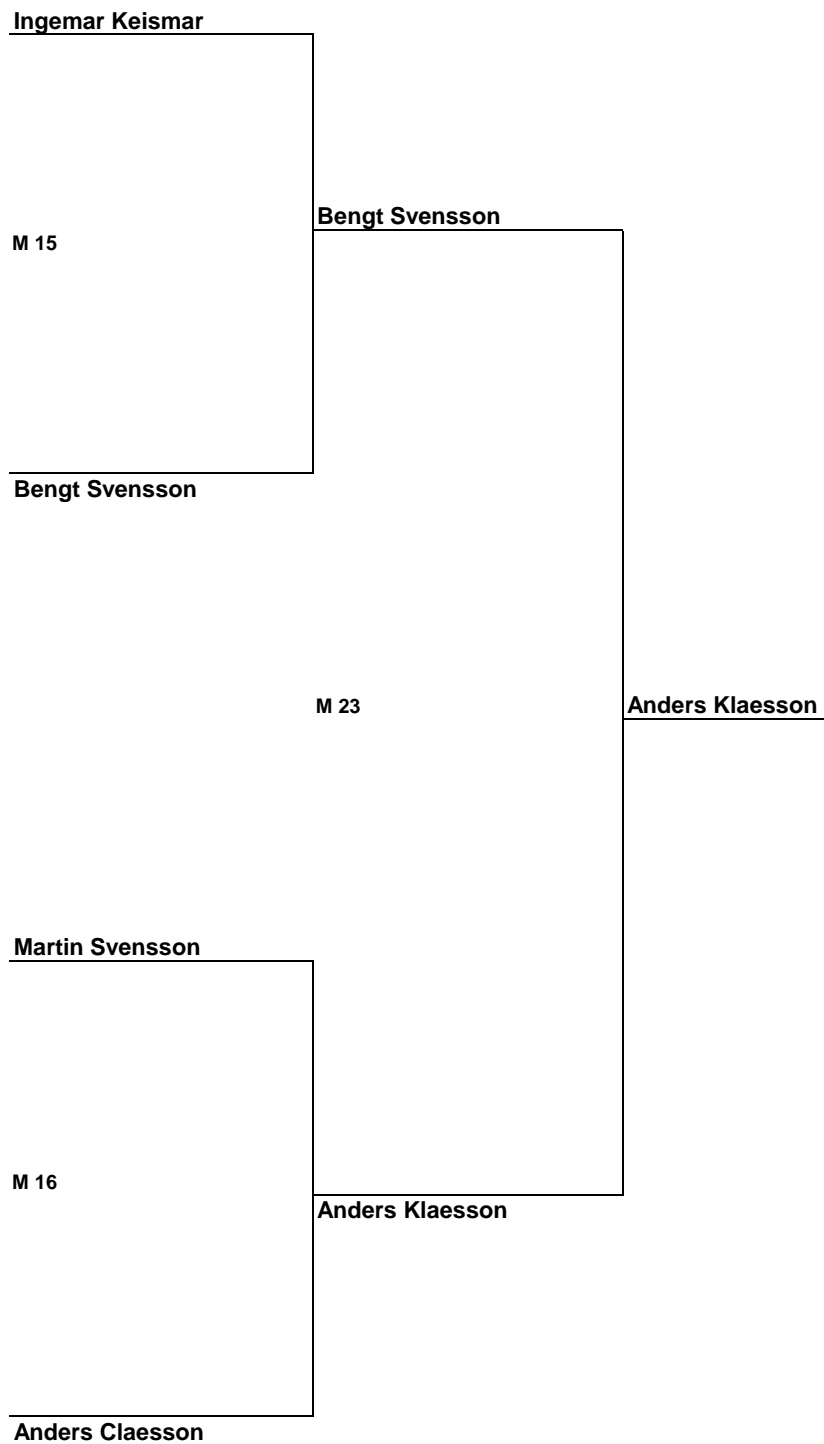 Ingemar Keismar
Bengt Svensson
M 15
Bengt Svensson
M 23
Anders Klaesson
Martin Svensson
M 16
Anders Klaesson
Anders Claesson